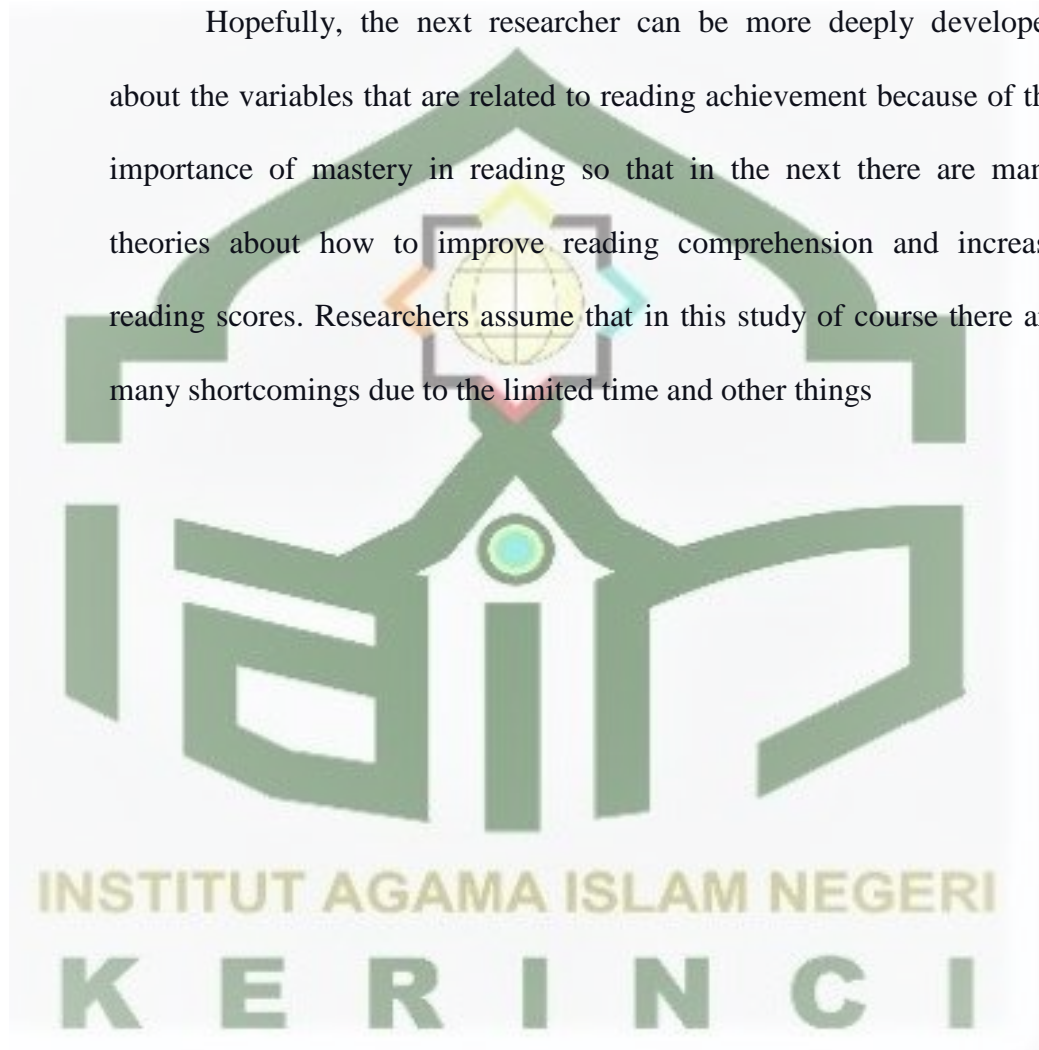 Hopefully, the next researcher can be more deeply develope
about the variables that are related to reading achievement because of th
importance of mastery in reading so that in the next there are man
theories about how to improve reading comprehension and increas
reading scores. Researchers assume that in this study of course there a
many shortcomings due to the limited time and other things
iain
INSTITUT AGAMA ISLAM NEGERI
KERINCI